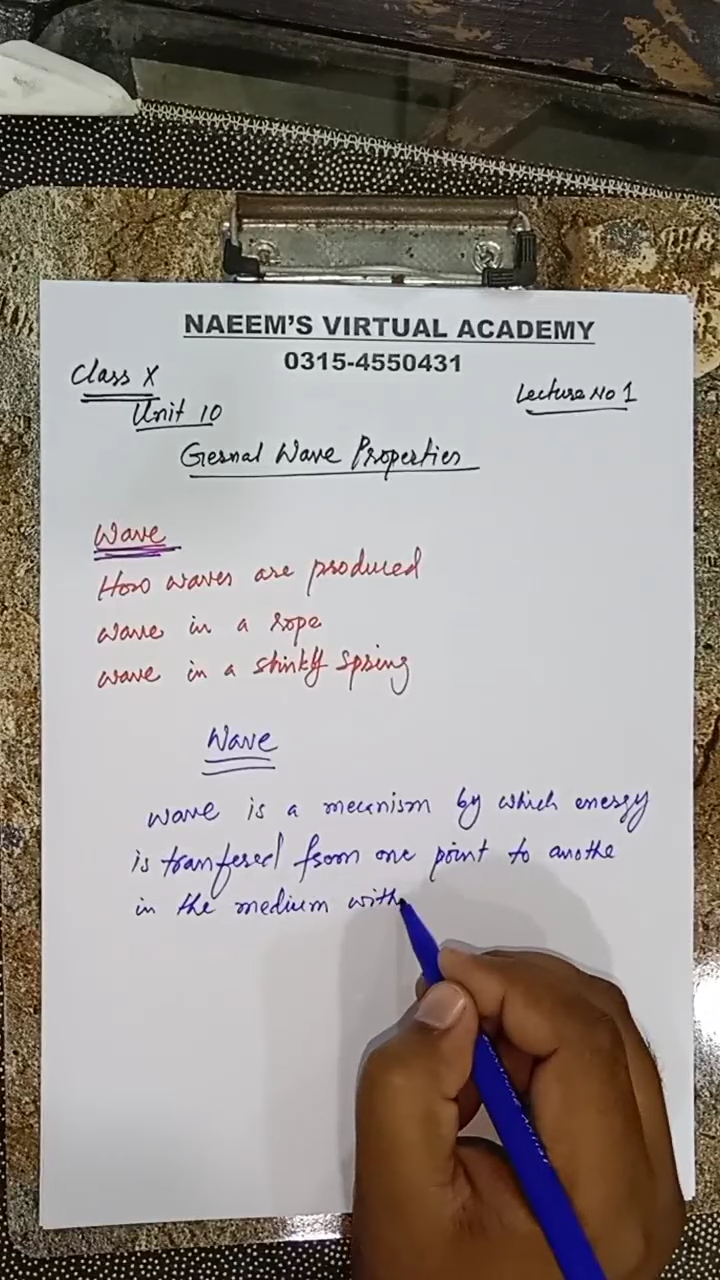 NAEEM'S VIRTUAL ACADEMY
0315-4550431
Class X
Lecture No 1
Unit 10
Gesnal Wave Properties
Wave
How waves are produced
wave in a rope
wave in a slinky spring
Wave
wave is a mecanism by which energy
is tranfered from one point to anothe
in the medium with